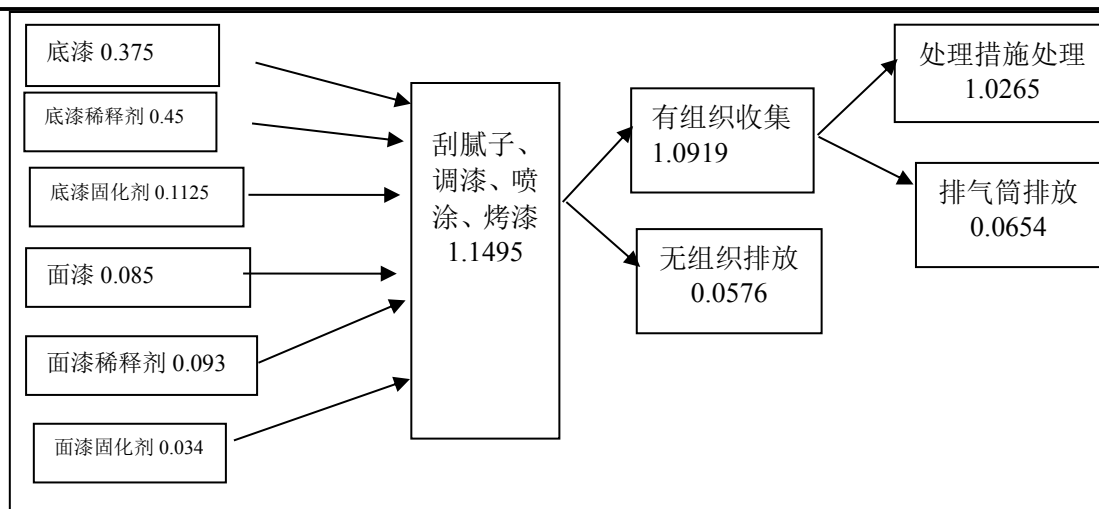 底漆 0.375
底漆稀释剂 0.45
底漆固化剂 0.1125
面漆 0.085
面漆稀释剂 0.093
面漆固化剂 0.034
刮腻子、
调漆、喷
涂、烤漆
1.1495
有组织收集
1.0919
无组织排放
0.0576
处理措施处理
1.0265
排气筒排放
0.0654